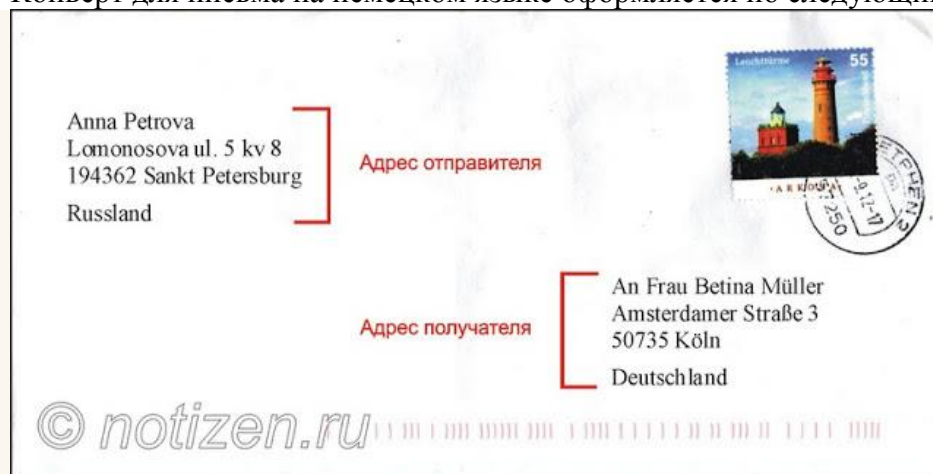 Anna Petrova
Lomonosova ul. 5 kv 8
194362 Sankt Petersburg
Russland
Адрес отправителя
Leuchttürme 55
ARKONA
Адрес получателя
An Frau Betina Müller
Amsterdamer Straße 3
50735 Köln
Deutschland
© notizen.ru